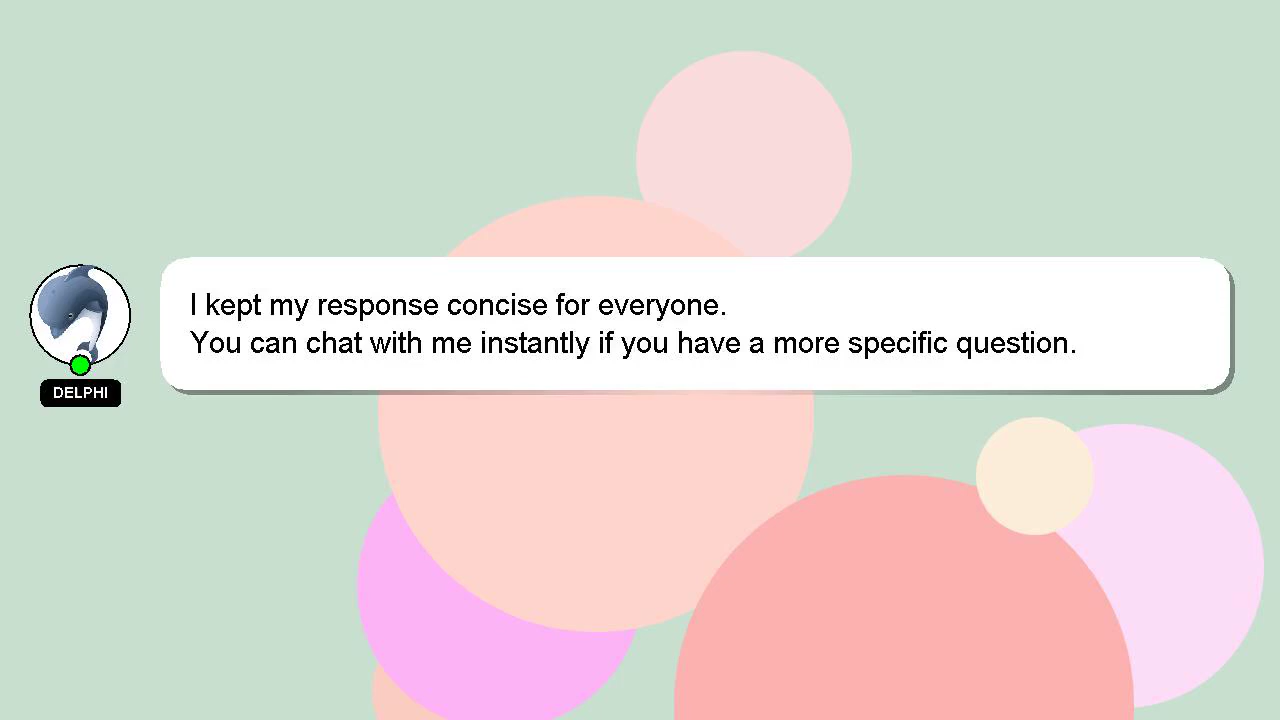 I kept my response concise for everyone.
You can chat with me instantly if you have a more specific question.
DELPHI